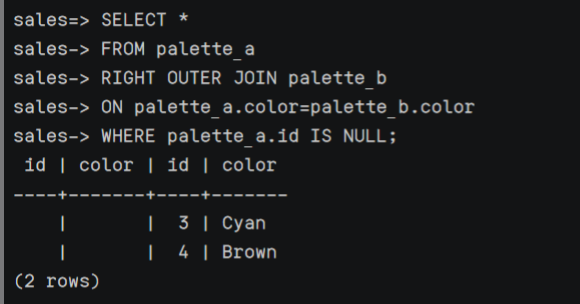 sales=> SELECT *
sales-> FROM palette_a
sales-> RIGHT OUTER JOIN palette_b
sales-> ON palette_a.color=palette_b.color
sales-> WHERE palette_a.id IS NULL;
 id | color | id | color
----+-------+----+-------
    |       |  3 | Cyan
    |       |  4 | Brown
(2 rows)